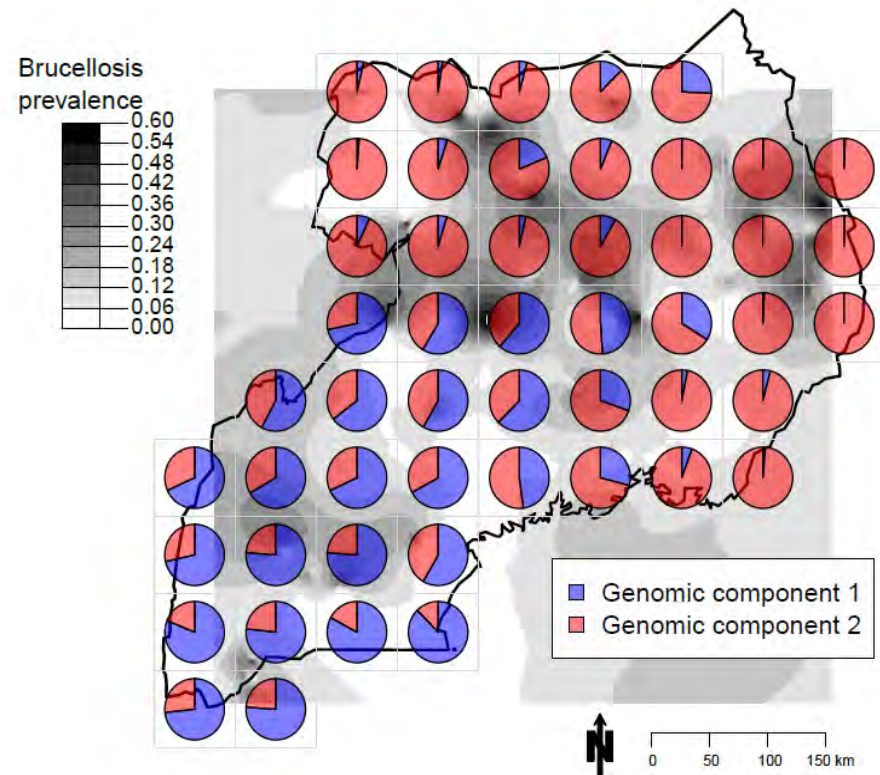 Brucellosis
prevalence
0.60
0.54
0.48
0.42
0.36
0.30
0.24
0.18
0.12
0.06
0.00
Genomic component 1
Genomic component 2
N
0 50 100 150 km